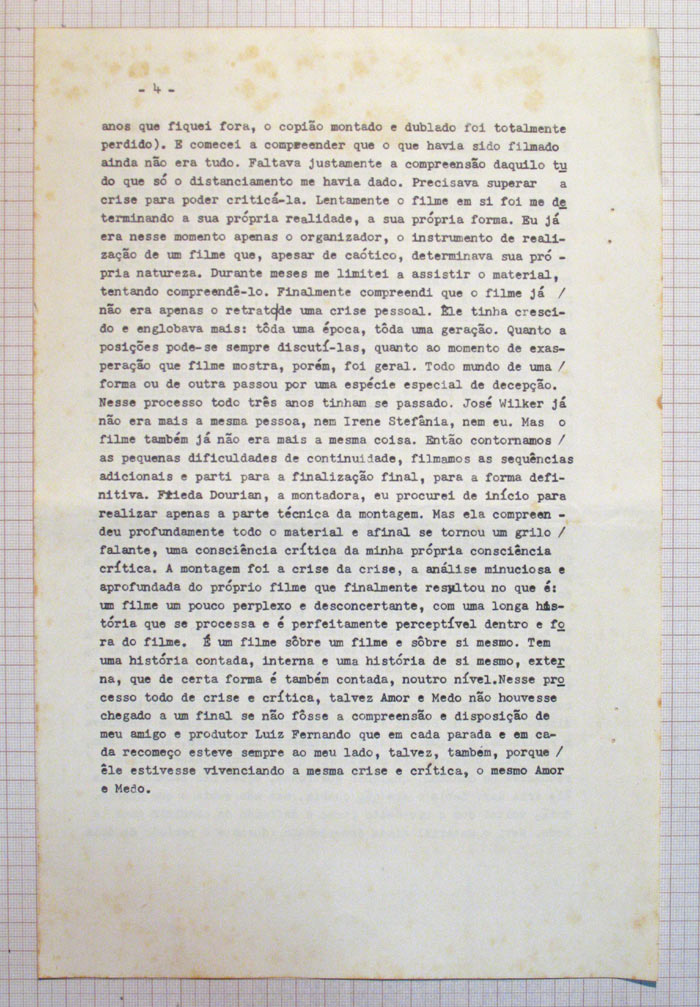 - 4 -
anos que fiquei fora, o copião montado e dublado foi totalmente
perdido). E comecei a compreender que o que havia sido filmado
ainda não era tudo. Faltava justamente a compreensão daquilo tu
do que só o distanciamento me havia dado. Precisava superar a
crise para poder criticá-la. Lentamente o filme em si foi me de
terminando a sua própria realidade, a sua própria forma. Eu já
era nesse momento apenas o organizador, o instrumento de reali-
zação de um filme que, apesar de caótico, determinava sua pró -
pria natureza. Durante meses me limitei a assistir o material,
tentando compreendê-lo. Finalmente compreendi que o filme já /
não era apenas o retrato de uma crise pessoal. Êle tinha cresci-
do e englobava mais: tôda uma época, tôda uma geração. Quanto a
posições pode-se sempre discutí-las, quanto ao momento de exas-
peração que filme mostra, porém, foi geral. Todo mundo de uma /
forma ou de outra passou por uma espécie especial de decepção.
Nesse processo todo três anos tinham se passado. José Wilker já
não era mais a mesma pessoa, nem Irene Stefânia, nem eu. Mas o
filme também já não era mais a mesma coisa. Então contornamos /
as pequenas dificuldades de continuidade, filmamos as sequências
adicionais e parti para a finalização final, para a forma defi-
nitiva. Frieda Dourian, a montadora, eu procurei de início para
realizar apenas a parte técnica da montagem. Mas ela compreen -
deu profundamente todo o material e afinal se tornou um grilo /
falante, uma consciência crítica da minha própria consciência
crítica. A montagem foi a crise da crise, a análise minuciosa e
aprofundada do próprio filme que finalmente resultou no que é:
um filme um pouco perplexo e desconcertante, com uma longa his-
tória que se processa e é perfeitamente perceptível dentro e fo
ra do filme. É um filme sôbre um filme e sôbre si mesmo. Tem
uma história contada, interna e uma história de si mesmo, exter
na, que de certa forma é também contada, noutro nível.Nesse pro
cesso todo de crise e crítica, talvez Amor e Medo não houvesse
chegado a um final se não fôsse a compreensão e disposição de
meu amigo e produtor Luiz Fernando que em cada parada e em ca-
da recomeço esteve sempre ao meu lado, talvez, também, porque /
êle estivesse vivenciando a mesma crise e crítica, o mesmo Amor
e Medo.